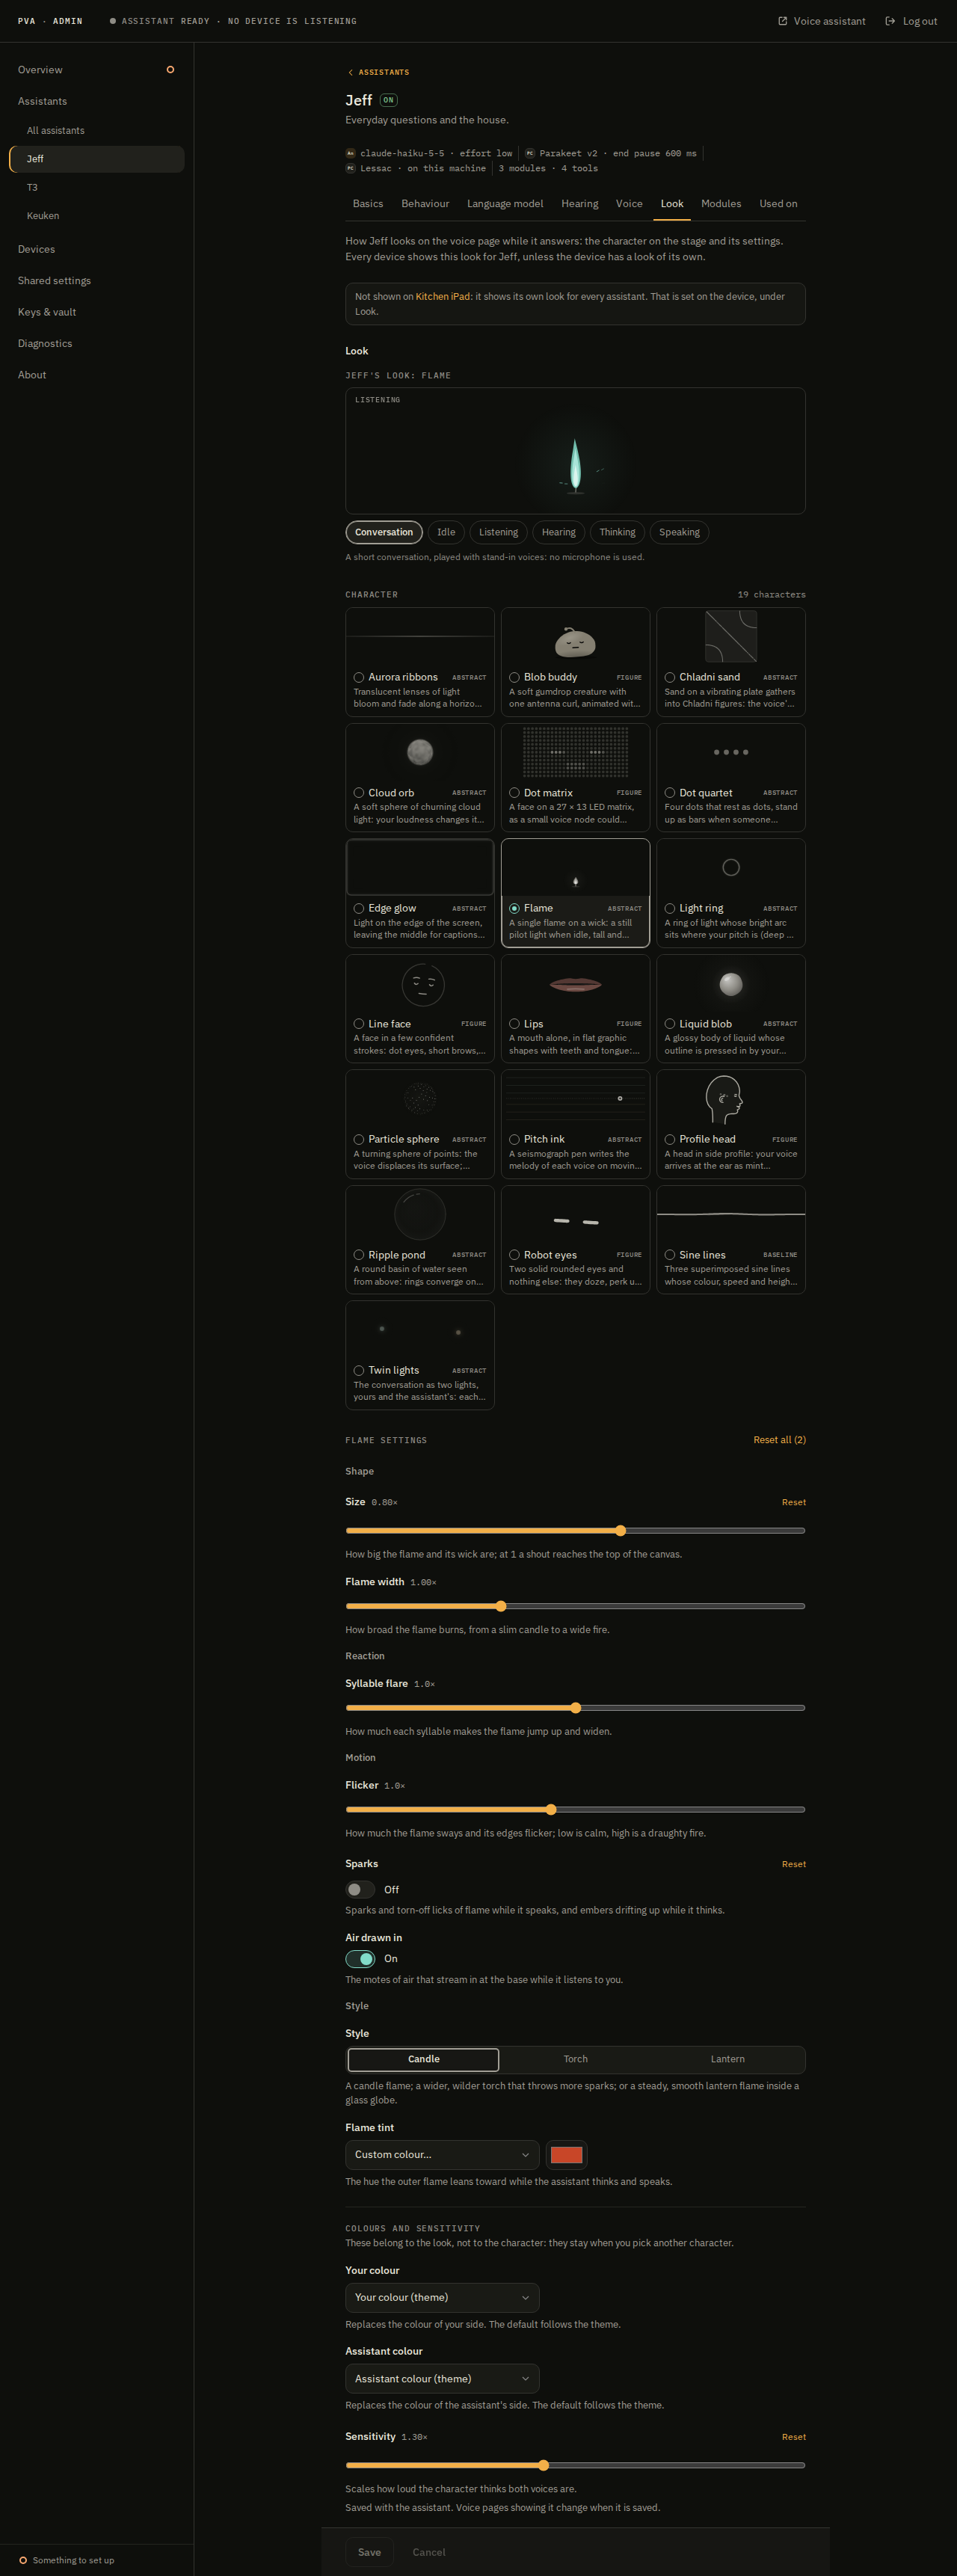 PVA · ADMIN
ASSISTANT READY · NO DEVICE IS LISTENING
Voice assistant
Log out
Overview
Assistants
All assistants
Jeff
T3
Keuken
Devices
Shared settings
Keys & vault
Diagnostics
About
ASSISTANTS
Jeff ON
Everyday questions and the house.
claude-haiku-5-5 · effort low
PC Parakeet v2 · end pause 600 ms
PC Lessac · on this machine
3 modules · 4 tools
Basics Behaviour Language model Hearing Voice Look Modules Used on
How Jeff looks on the voice page while it answers: the character on the stage and its settings.
Every device shows this look for Jeff, unless the device has a look of its own.
Not shown on Kitchen iPad: it shows its own look for every assistant. That is set on the device, under
Look.
Look
JEFF'S LOOK: FLAME
LISTENING
Conversation Idle Listening Hearing Thinking Speaking
A short conversation, played with stand-in voices: no microphone is used.
CHARACTER
19 characters
Aurora ribbons ABSTRACT
Translucent lenses of light
bloom and fade along a horizo...
Blob buddy FIGURE
A soft gumdrop creature with
one antenna curl, animated wit...
Chladni sand ABSTRACT
Sand on a vibrating plate gathers
into Chladni figures: the voice'...
Cloud orb ABSTRACT
A soft sphere of churning cloud
light: your loudness changes it...
Dot matrix FIGURE
A face on a 27 × 13 LED matrix,
as a small voice node could...
Dot quartet ABSTRACT
Four dots that rest as dots, stand
up as bars when someone...
Edge glow ABSTRACT
Light on the edge of the screen,
leaving the middle for captions...
Flame ABSTRACT
A single flame on a wick: a still
pilot light when idle, tall and...
Light ring ABSTRACT
A ring of light whose bright arc
sits where your pitch is (deep ...
Line face FIGURE
A face in a few confident
strokes: dot eyes, short brows,...
Lips FIGURE
A mouth alone, in flat graphic
shapes with teeth and tongue:...
Liquid blob ABSTRACT
A glossy body of liquid whose
outline is pressed in by your...
Particle sphere ABSTRACT
A turning sphere of points: the
voice displaces its surface;...
Pitch ink ABSTRACT
A seismograph pen writes the
melody of each voice on movin...
Profile head FIGURE
A head in side profile: your voice
arrives at the ear as mint...
Ripple pond ABSTRACT
A round basin of water seen
from above: rings converge on...
Robot eyes FIGURE
Two solid rounded eyes and
nothing else: they doze, perk u...
Sine lines BASELINE
Three superimposed sine lines
whose colour, speed and heigh...
Twin lights ABSTRACT
The conversation as two lights,
yours and the assistant's: each...
FLAME SETTINGS
Reset all (2)
Shape
Size 0.80×
Reset
How big the flame and its wick are; at 1 a shout reaches the top of the canvas.
Flame width 1.00×
How broad the flame burns, from a slim candle to a wide fire.
Reaction
Syllable flare 1.0×
How much each syllable makes the flame jump up and widen.
Motion
Flicker 1.0×
How much the flame sways and its edges flicker; low is calm, high is a draughty fire.
Sparks
Reset
Off
Sparks and torn-off licks of flame while it speaks, and embers drifting up while it thinks.
Air drawn in
On
The motes of air that stream in at the base while it listens to you.
Style
Style
Candle Torch Lantern
A candle flame; a wider, wilder torch that throws more sparks; or a steady, smooth lantern flame inside a
glass globe.
Flame tint
Custom colour...
The hue the outer flame leans toward while the assistant thinks and speaks.
COLOURS AND SENSITIVITY
These belong to the look, not to the character: they stay when you pick another character.
Your colour
Your colour (theme)
Replaces the colour of your side. The default follows the theme.
Assistant colour
Assistant colour (theme)
Replaces the colour of the assistant's side. The default follows the theme.
Sensitivity 1.30×
Reset
Scales how loud the character thinks both voices are.
Saved with the assistant. Voice pages showing it change when it is saved.
Save Cancel
Something to set up